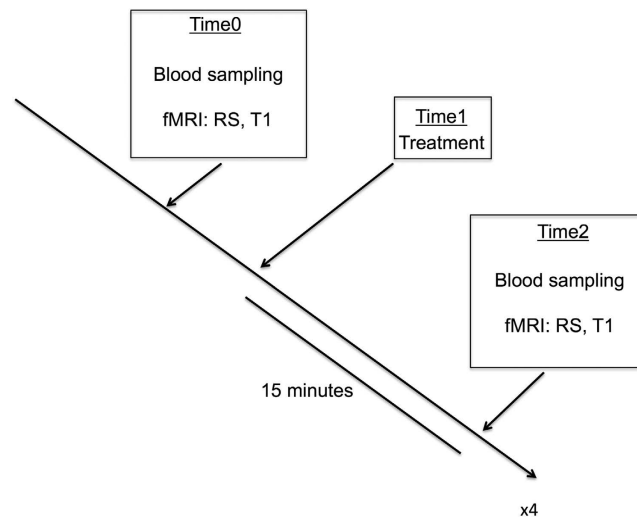 Time0
Blood sampling
fMRI: RS, T1
Time1
Treatment
Time2
Blood sampling
fMRI: RS, T1
15 minutes
x4